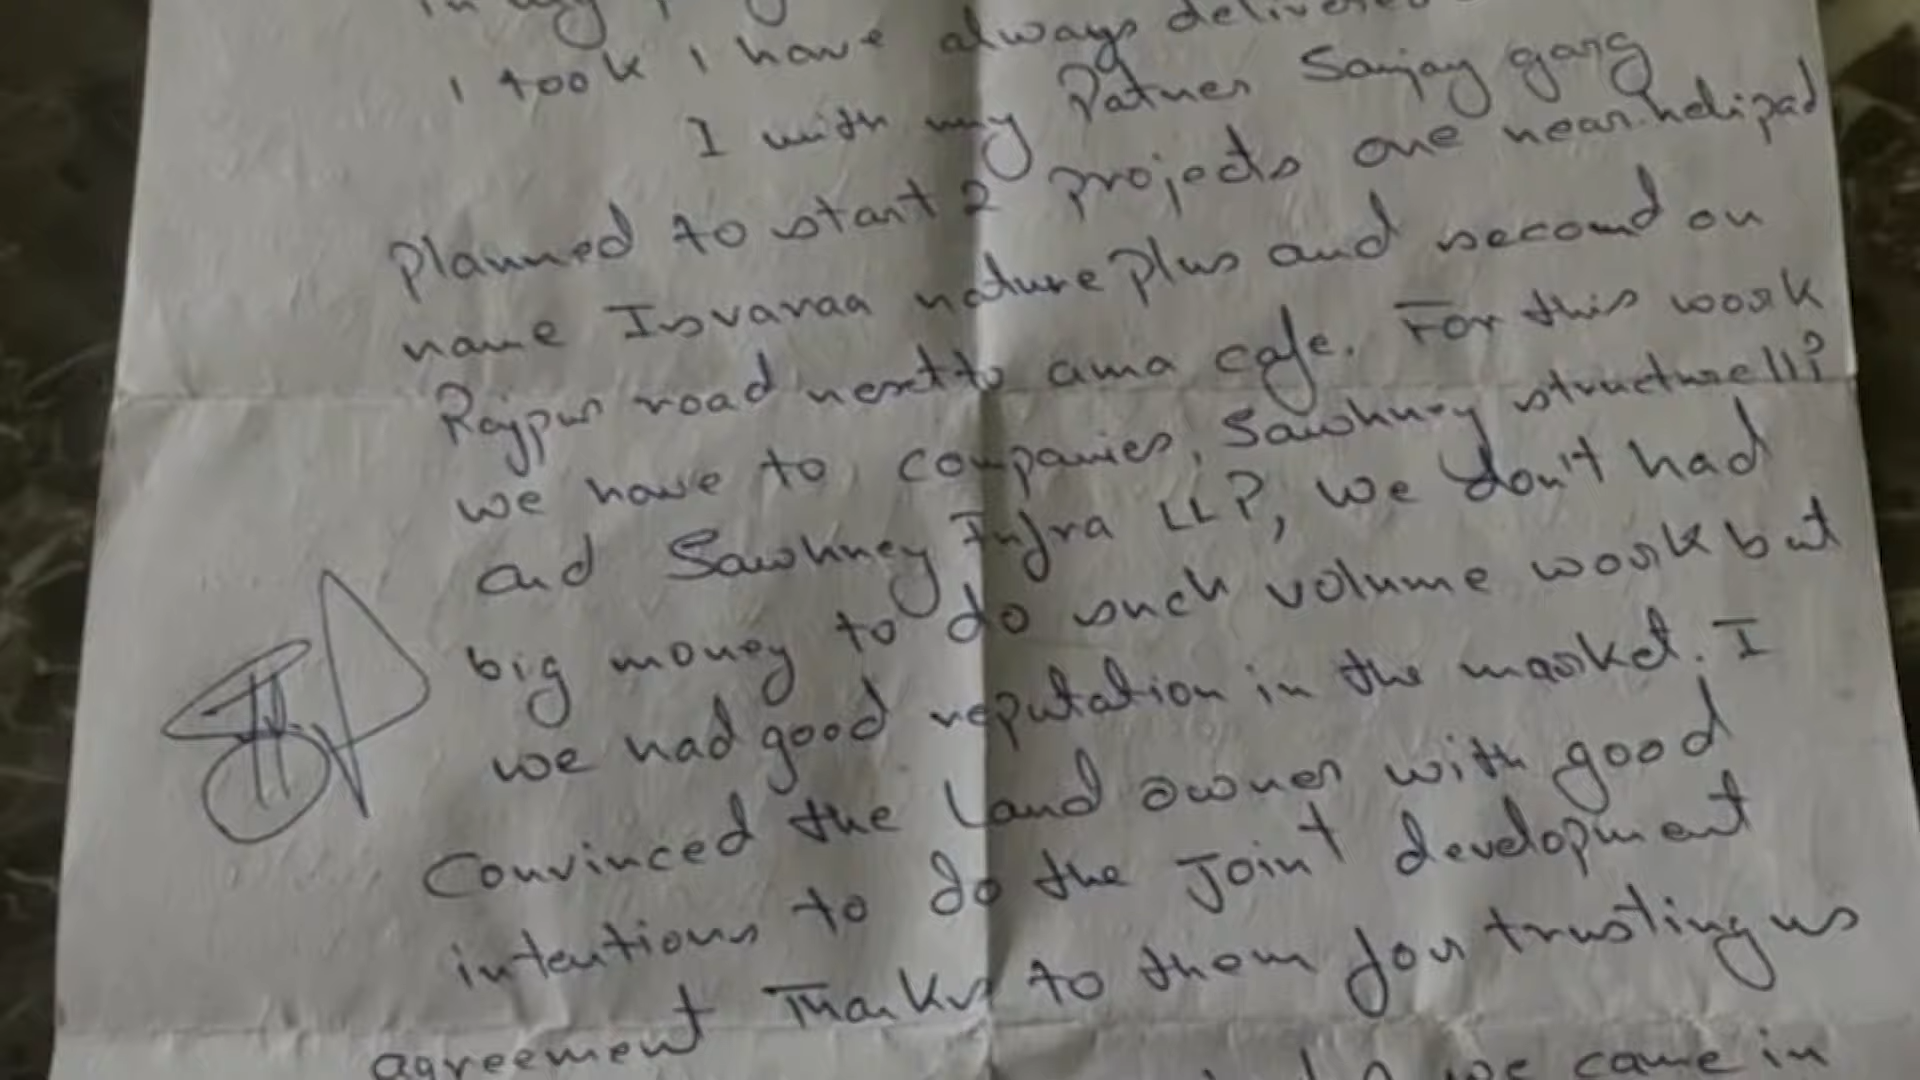 in my
I took I have always delivered
I with my Patner Sanjay garg
planned to start 2 projects one near helipad
name Isvaraa nature plus and second on
Rajpur road next to ama cafe. For this work
we have to companies, Sawhney structure llp
and Sawhney Infra LLP, we don't had
big money to do such volume work but
we had good reputation in the market. I
Convinced the Land owner with good
intentions to do the Joint development
agreement Thanks to them for trusting us
we came in